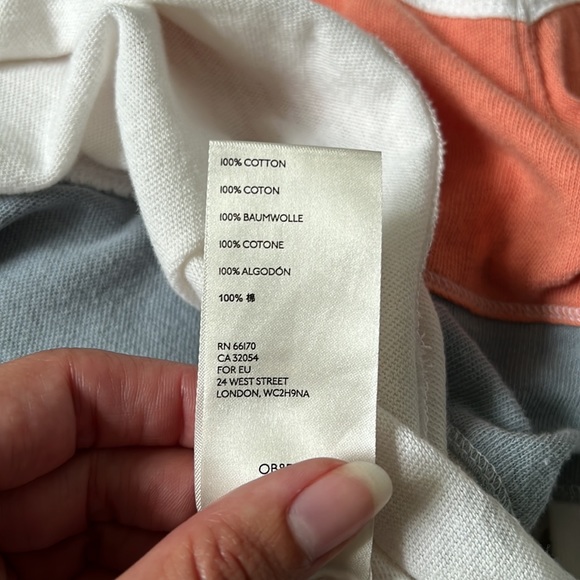 100% COTTON
100% COTON
100% BAUMWOLLE
100% COTONE
100% ALGODÓN
100% 棉
RN 66170
CA 32054
FOR EU
24 WEST STREET
LONDON, WC2H9NA